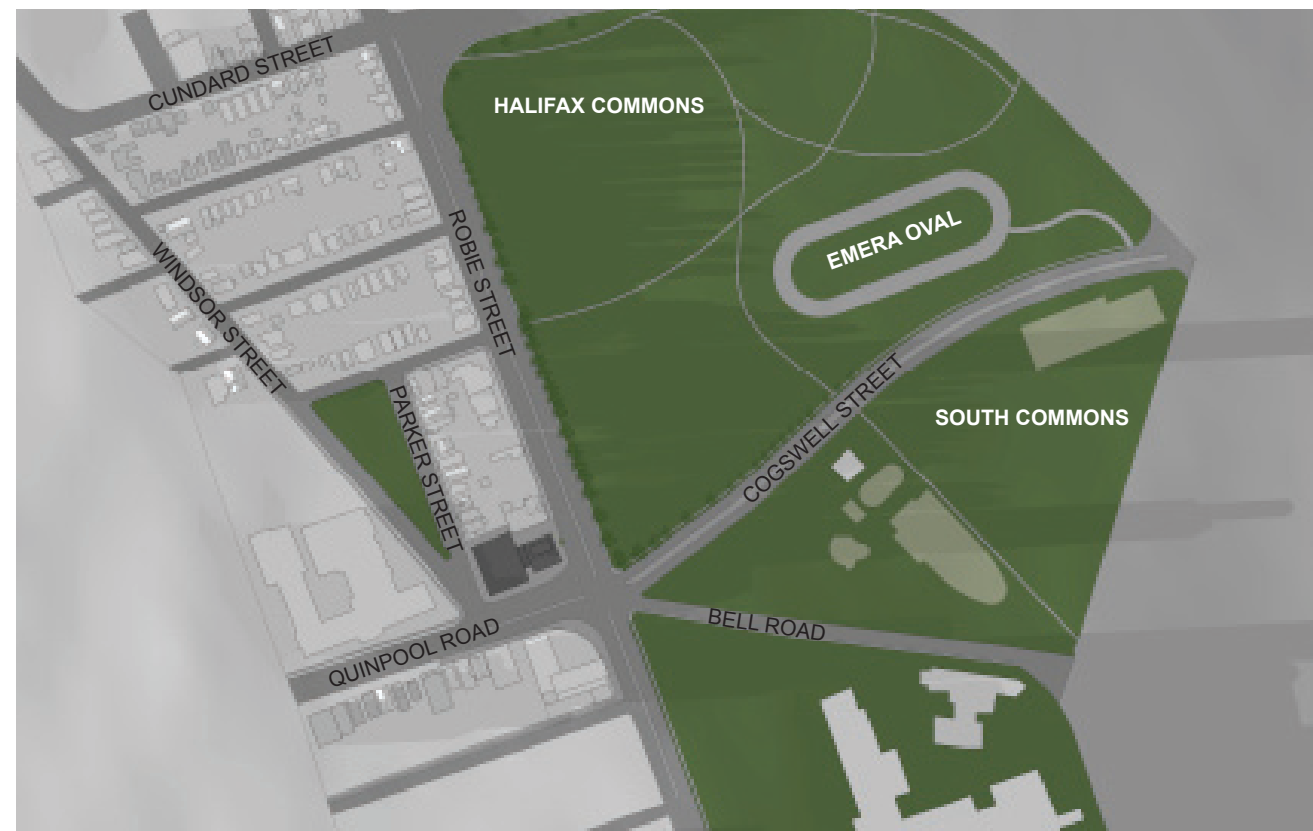 CUNDARD STREET
HALIFAX COMMONS
ROBIE STREET
EMERA OVAL
WINDSOR STREET
PARKER STREET
COGSWELL STREET
SOUTH COMMONS
BELL ROAD
QUINPOOL ROAD